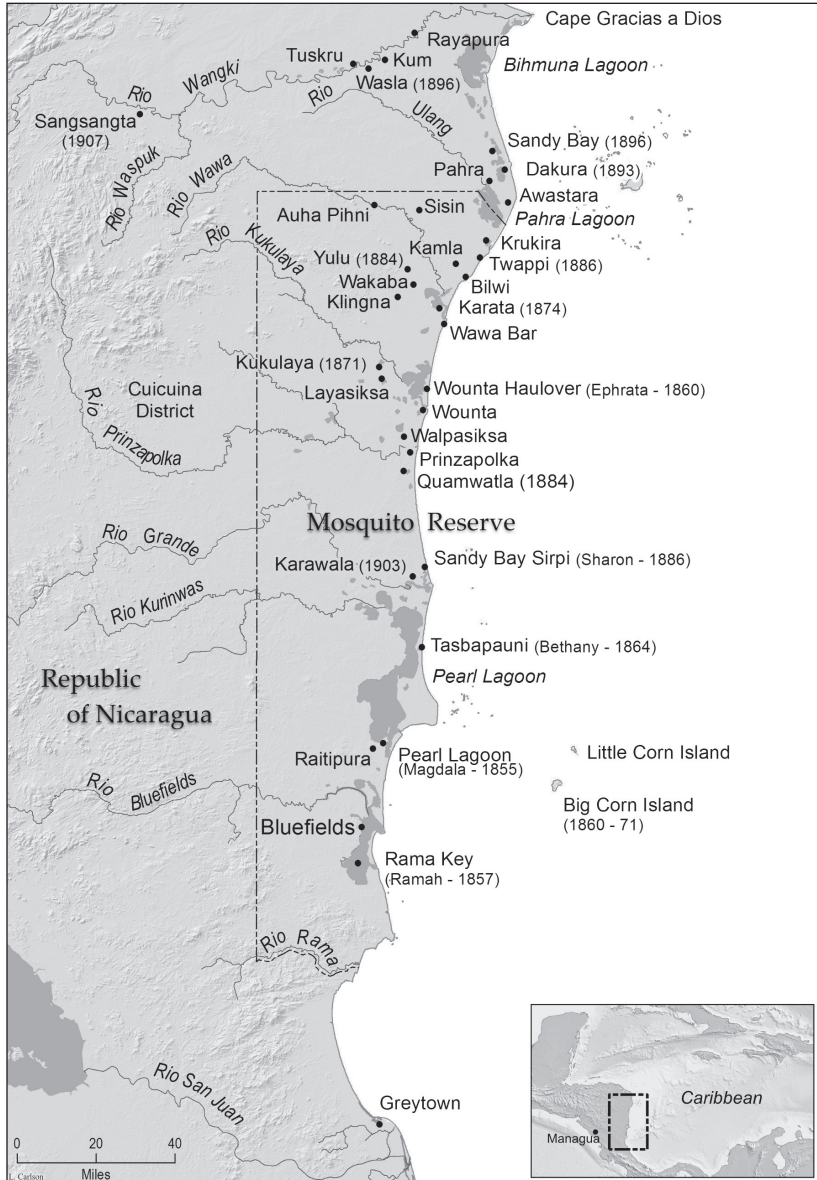 Cape Gracias a Dios
Rayapura
Tuskru
Kum
Wasla (1896)
Bihmuna Lagoon
Rio Wangki
Rio Ulang
Sangsangta
(1907)
Rio Waspuk
Rio Wawa
Sandy Bay (1896)
Pahra
Dakura (1893)
Awastara
Pahra Lagoon
Auha Pihni
Sisin
Rio Kukulaya
Krukira
Kamla
Twappi (1886)
Yulu (1884)
Wakaba
Bilwi
Klingna
Karata (1874)
Wawa Bar
Kukulaya (1871)
Layasiksa
Cuicuina
District
Wounta Haulover (Ephrata - 1860)
Wounta
Rio Prinzapolka
Walpasiksa
Prinzapolka
Quamwatla (1884)
Mosquito Reserve
Rio Grande
Karawala (1903)
Sandy Bay Sirpi (Sharon - 1886)
Rio Kurinwas
Tasbapauni (Bethany - 1864)
Pearl Lagoon
Republic
of Nicaragua
Raitipura
Pearl Lagoon
(Magdala - 1855)
Little Corn Island
Rio Bluefields
Big Corn Island
(1860 - 71)
Bluefields
Rama Key
(Ramah - 1857)
Rio Rama
Rio San Juan
Greytown
Caribbean
Managua
0 20 40
Miles
L. Carlson